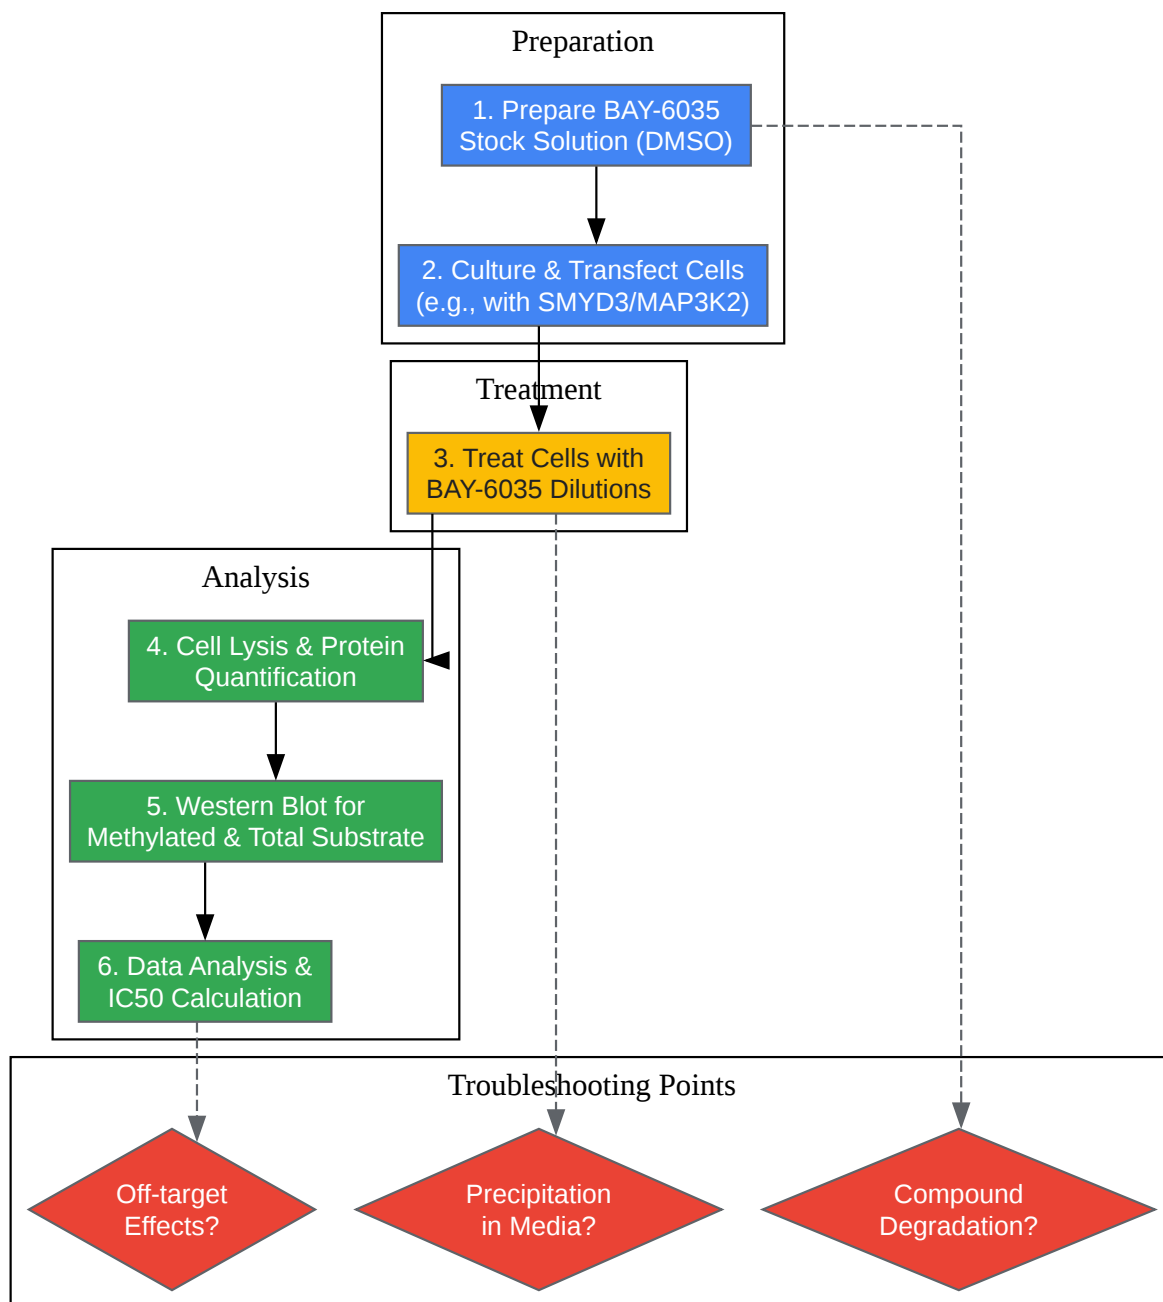 Preparation
1. Prepare BAY-6035
Stock Solution (DMSO)
2. Culture & Transfect Cells
(e.g., with SMYD3/MAP3K2)
Treatment
3. Treat Cells with
BAY-6035 Dilutions
Analysis
4. Cell Lysis & Protein
Quantification
5. Western Blot for
Methylated & Total Substrate
6. Data Analysis &
IC50 Calculation
Troubleshooting Points
Off-target
Effects?
Precipitation
in Media?
Compound
Degradation?